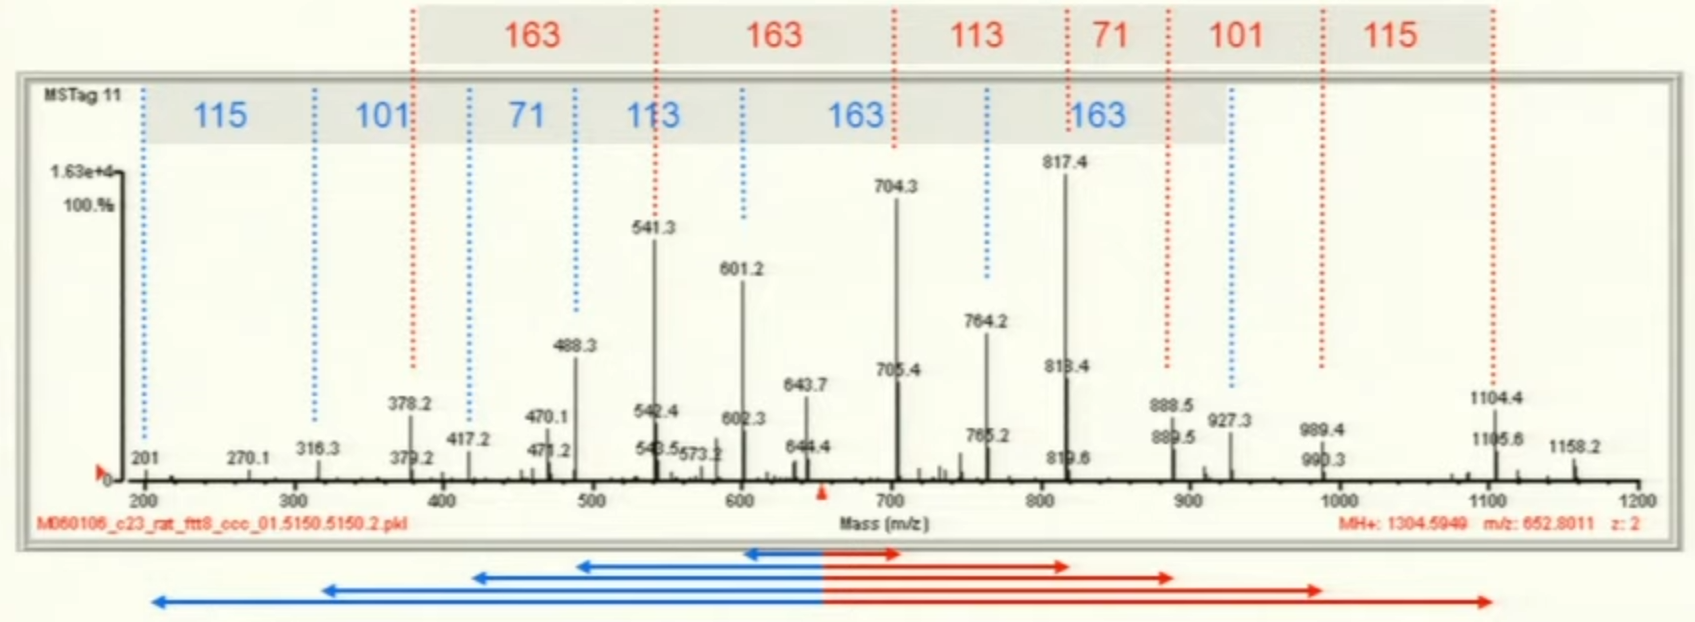 163 163 113 71 101 115
MSTag 11
115 101 71 113 163 163
1.63e+4
100.%
817.4
704.3
541.3
601.2
764.2
488.3
705.4 818.4
643.7
378.2 542.4 888.5 1104.4
470.1 602.3 927.3
417.2 765.2 989.4
316.3 471.2 543.5 644.4 889.5 1105.6 1158.2
201 270.1 379.2 573.2 819.6 990.3
0
200 300 400 500 600 700 800 900 1000 1100 1200
M060106_c23_rat_ftt8_ccc_01.5150.5150.2.pkl Mass (m/z) MH+: 1304.5949 m/z: 652.8011 z: 2